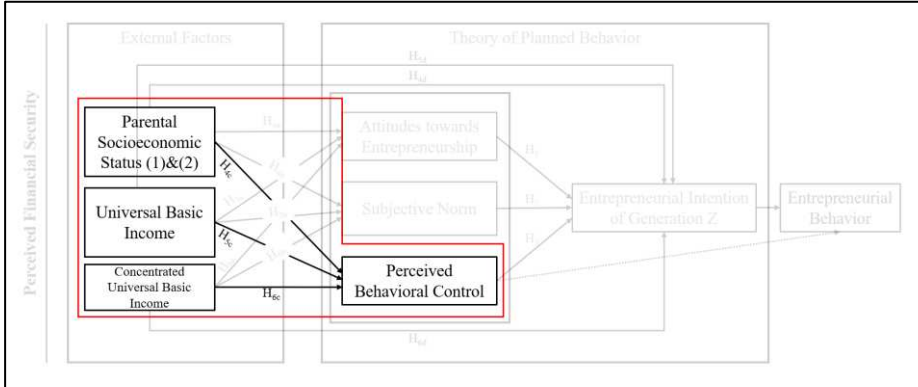 External Factors
Theory of Planned Behavior
H5d
H4d
Perceived Financial Security
Parental
Socioeconomic
Status (1)&(2)
Attitudes towards
Entrepreneurship
H4c
Universal Basic
Income
Subjective Norm
Entrepreneurial Intention
of Generation Z
Entrepreneurial
Behavior
H5c
Concentrated
Universal Basic
Income
H6c
Perceived
Behavioral Control
H6d